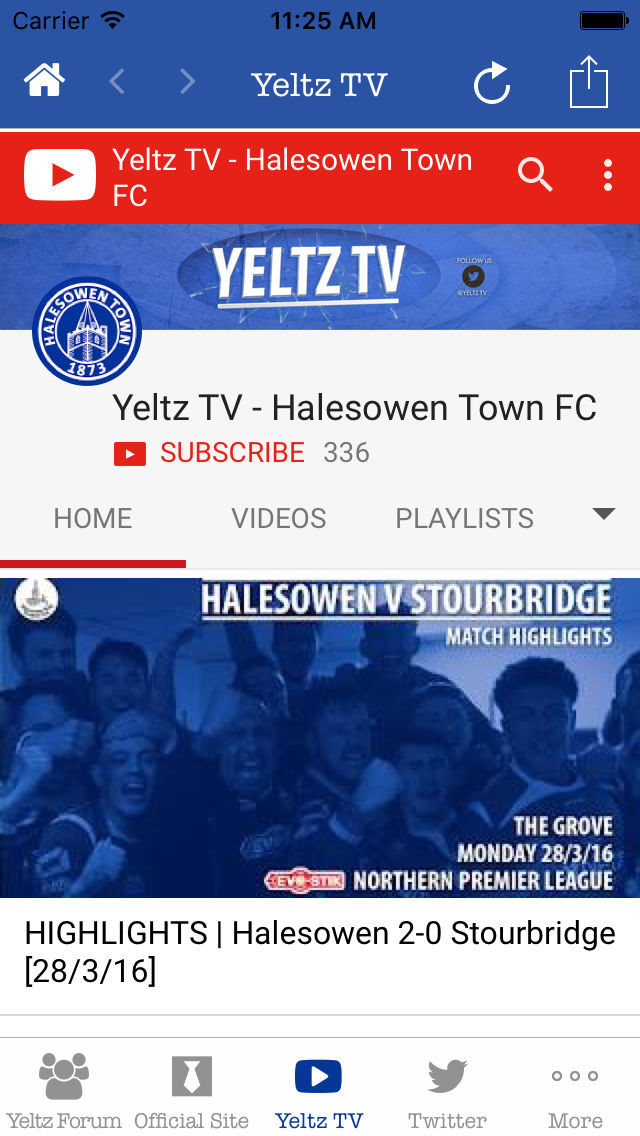 Carrier 11:25 AM
Yeltz TV
Yeltz TV - Halesowen Town
FC
YELTZ TV
FOLLOW US
@YELTZ TV
HALESOWEN TOWN
1873
Yeltz TV - Halesowen Town FC
SUBSCRIBE 336
HOME VIDEOS PLAYLISTS
HALESOWEN V STOURBRIDGE
MATCH HIGHLIGHTS
THE GROVE
MONDAY 28/3/16
EVO-STIK NORTHERN PREMIER LEAGUE
HIGHLIGHTS | Halesowen 2-0 Stourbridge
[28/3/16]
Yeltz Forum Official Site Yeltz TV Twitter More